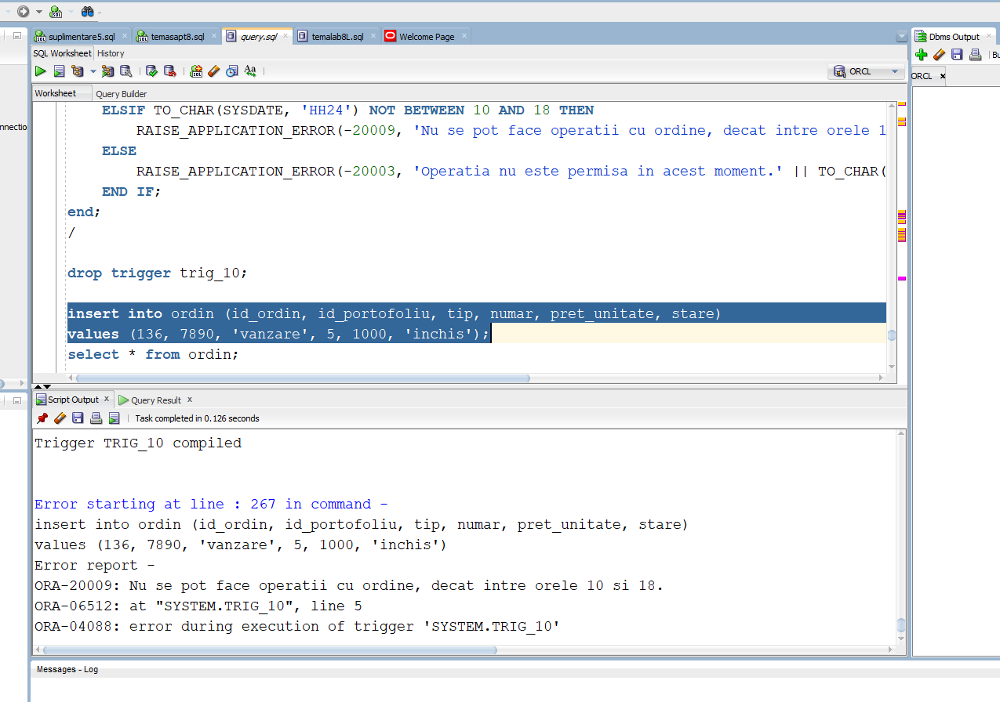 suplimentare5.sql temasapt8.sql query.sql temalab8L.sql Welcome Page Dbms Output
SQL Worksheet History
ORCL
Worksheet Query Builder
ORCL
ELSIF TO_CHAR(SYSDATE, 'HH24') NOT BETWEEN 10 AND 18 THEN
RAISE_APPLICATION_ERROR(-20009, 'Nu se pot face operatii cu ordine, decat intre orele 1
ELSE
RAISE_APPLICATION_ERROR(-20003, 'Operatia nu este permisa in acest moment.' || TO_CHAR(
END IF;
end;
/
drop trigger trig_10;
insert into ordin (id_ordin, id_portofoliu, tip, numar, pret_unitate, stare)
values (136, 7890, 'vanzare', 5, 1000, 'inchis');
select * from ordin;
Script Output x Query Result x
Task completed in 0.126 seconds
Trigger TRIG_10 compiled
Error starting at line : 267 in command -
insert into ordin (id_ordin, id_portofoliu, tip, numar, pret_unitate, stare)
values (136, 7890, 'vanzare', 5, 1000, 'inchis')
Error report -
ORA-20009: Nu se pot face operatii cu ordine, decat intre orele 10 si 18.
ORA-06512: at "SYSTEM.TRIG_10", line 5
ORA-04088: error during execution of trigger 'SYSTEM.TRIG_10'
Messages - Log